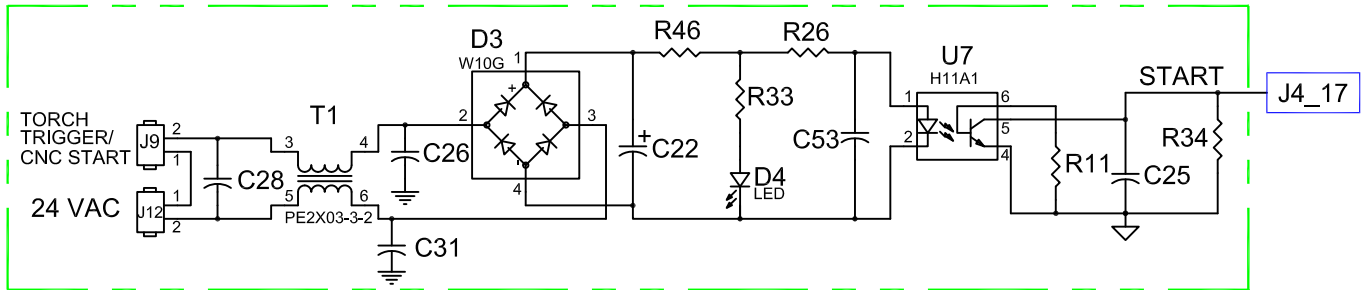 R46
R26
D3
W10G
1
U7
H11A1
START
J4_17
TORCH
TRIGGER/
CNC START
J9
2
1
T1
3
4
2
3
R33
C53
1
2
6
5
4
R34
C26
+
C22
+
R11
C25
C28
24 VAC
J12
1
2
5
6
PE2X03-3-2
4
D4
LED
C31